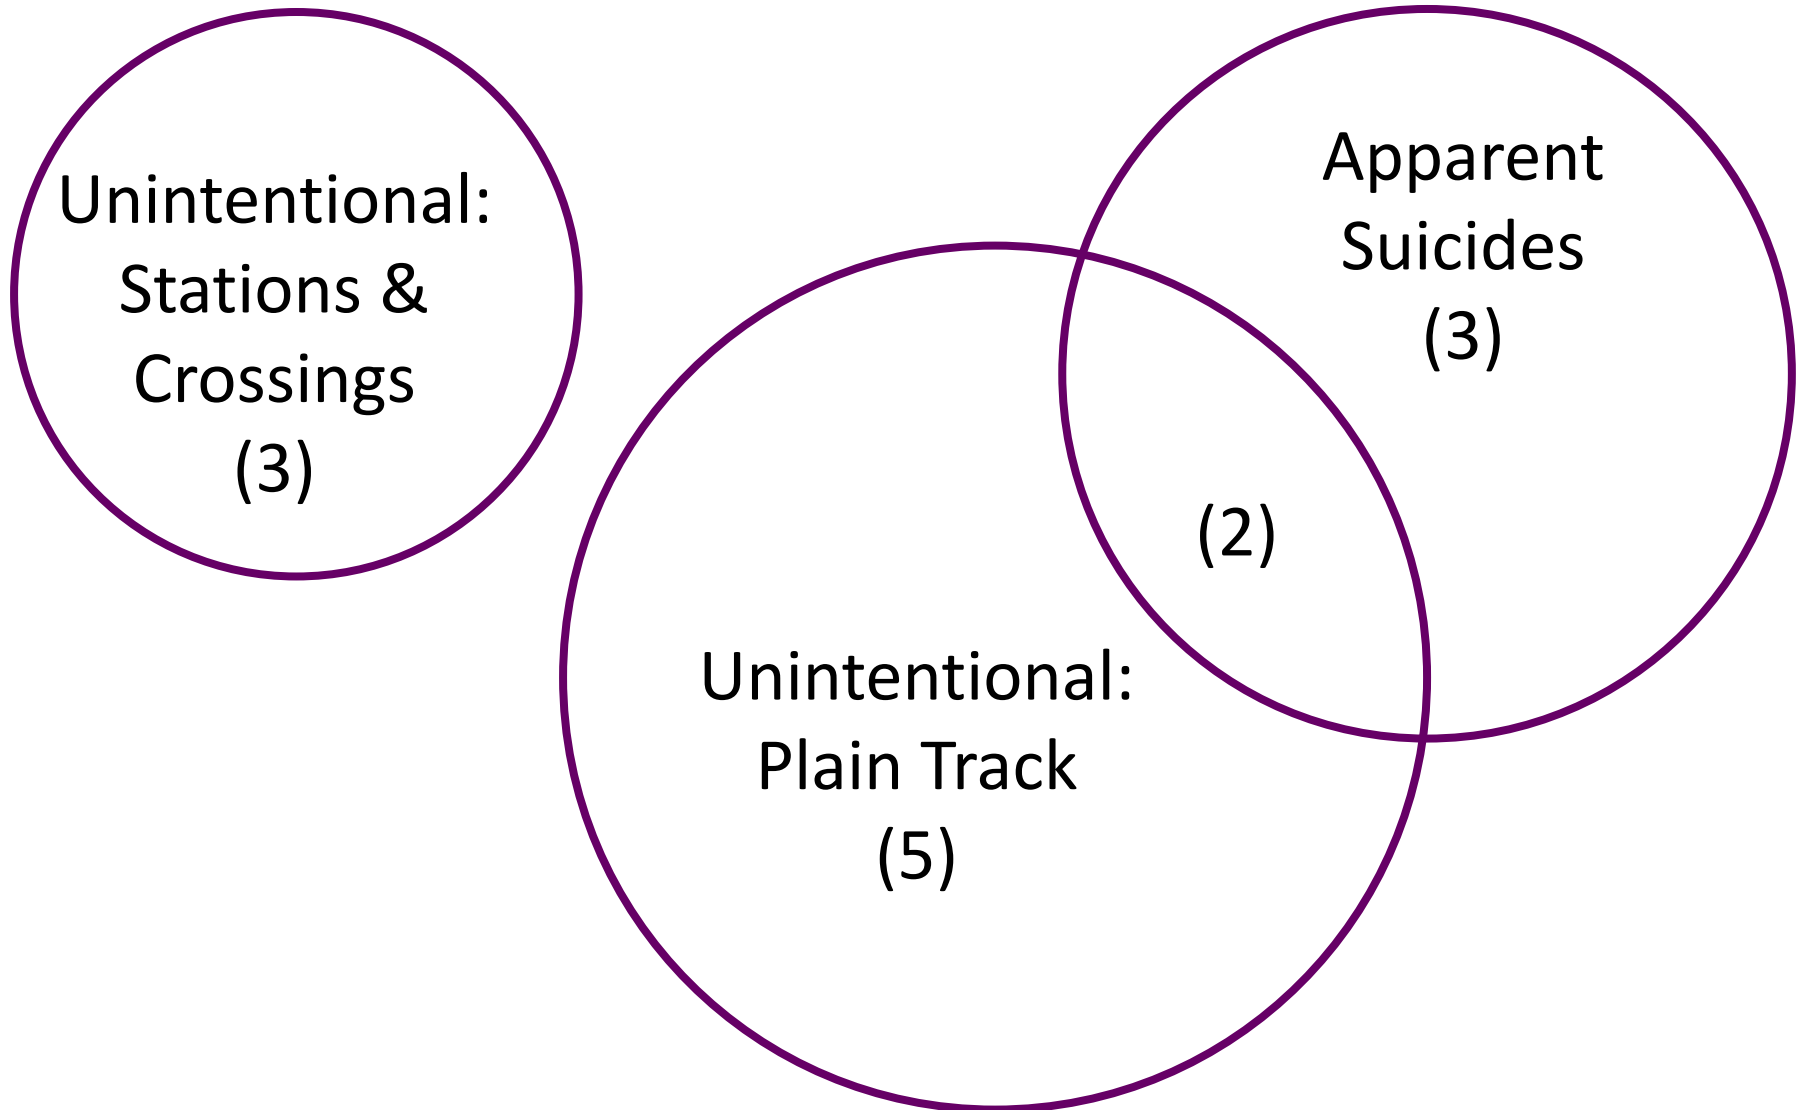 Unintentional:
Stations &
Crossings
(3)
Apparent
Suicides
(3)
(2)
Unintentional:
Plain Track
(5)